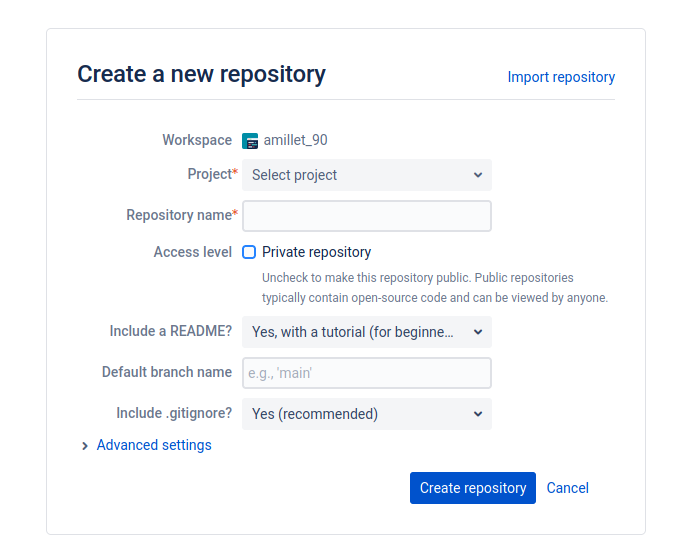 Create a new repository
Import repository
Workspace amillet_90
Project* Select project
Repository name*
Access level Private repository
Uncheck to make this repository public. Public repositories
typically contain open-source code and can be viewed by anyone.
Include a README? Yes, with a tutorial (for beginne...
Default branch name e.g., 'main'
Include .gitignore? Yes (recommended)
Advanced settings
Create repository Cancel